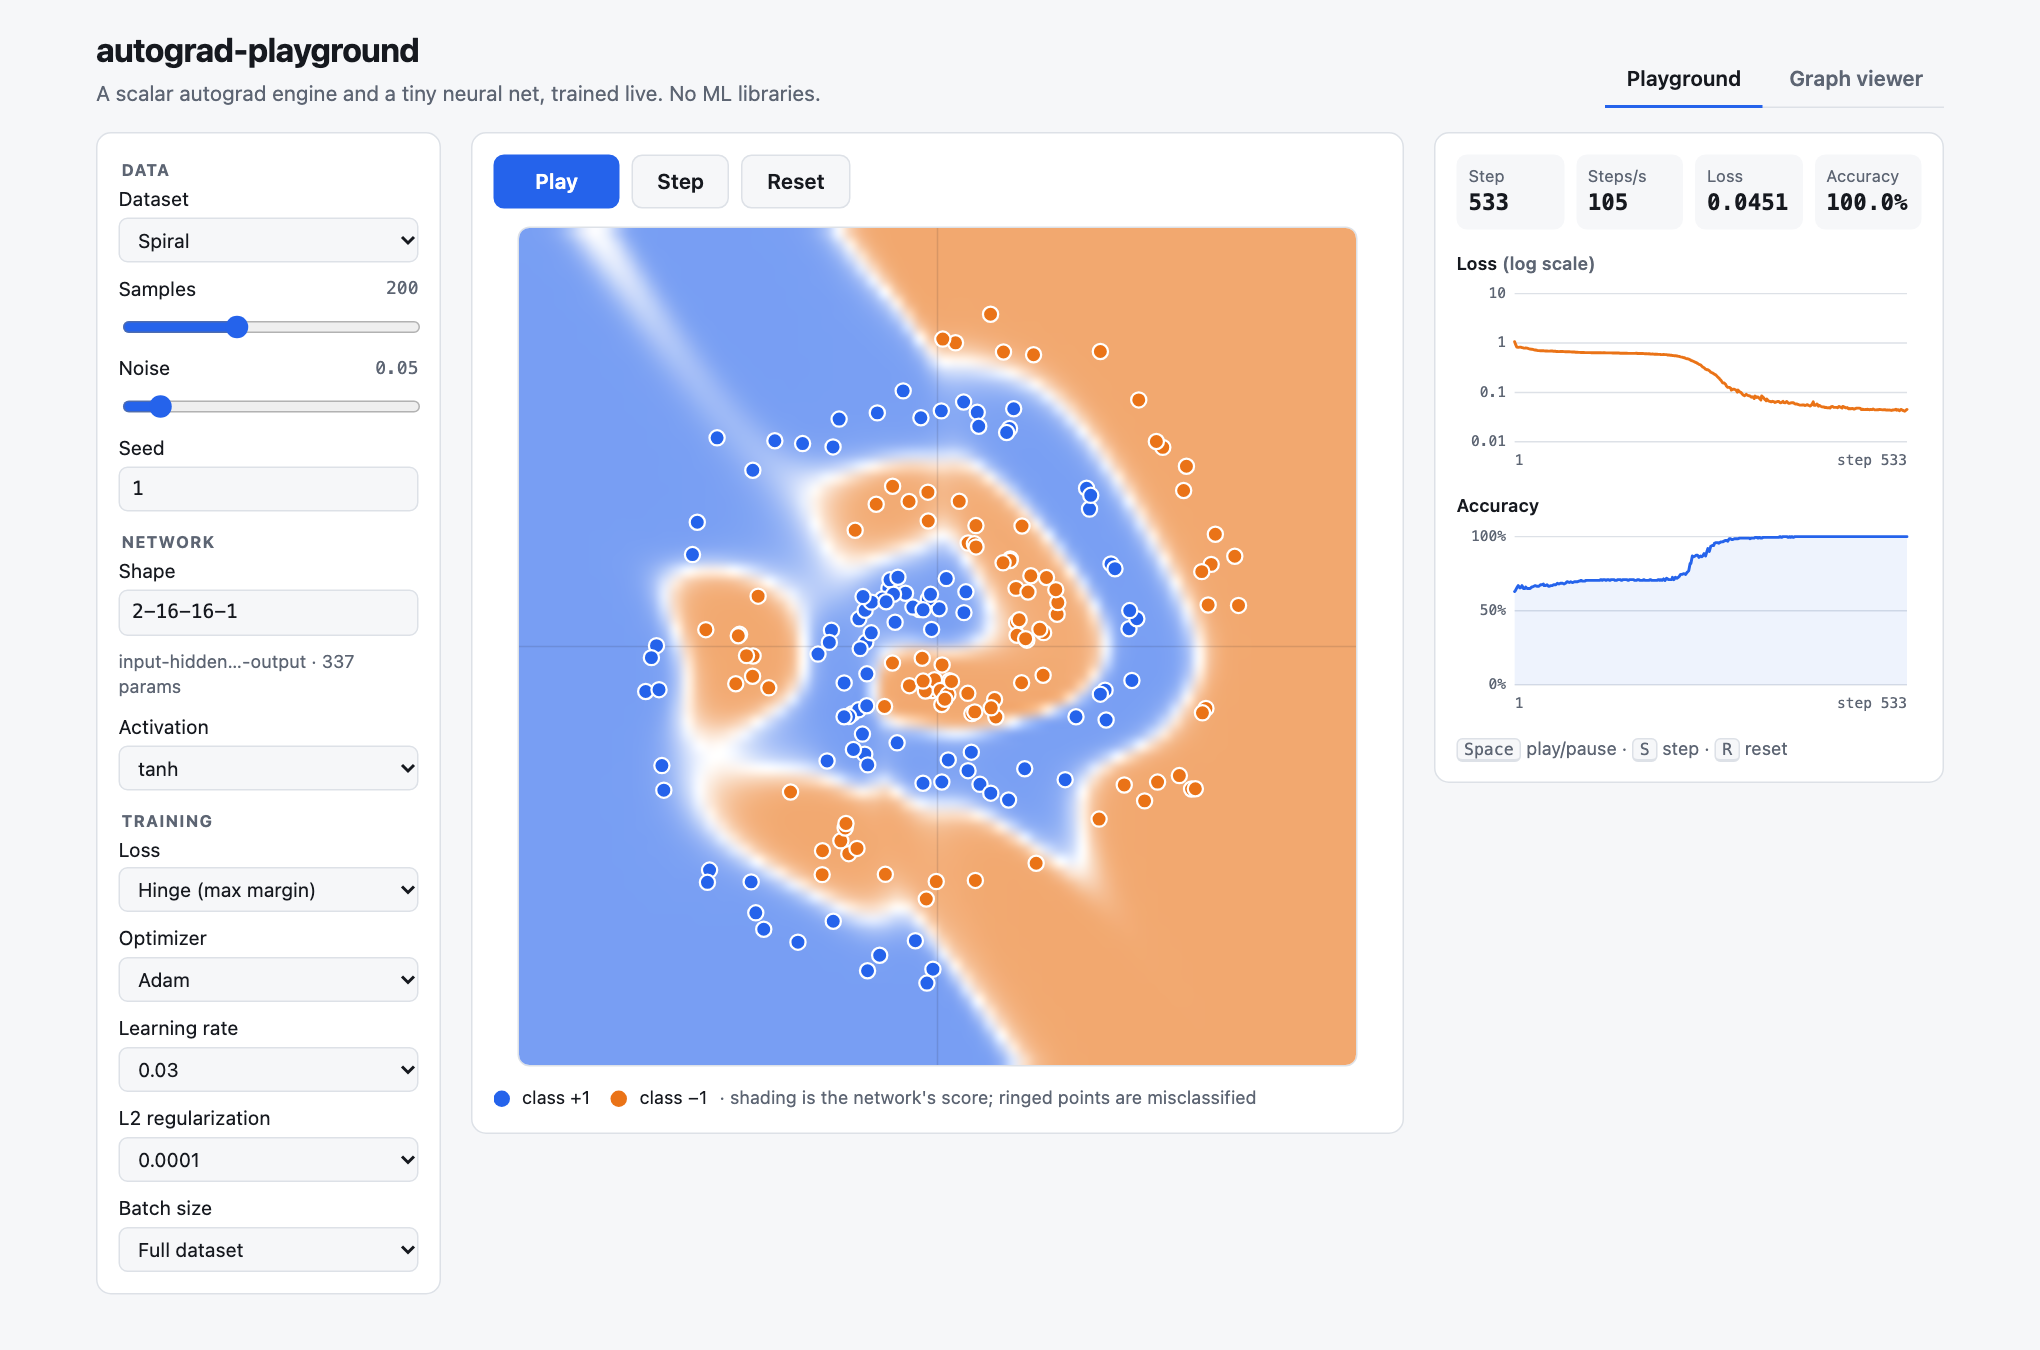 autograd-playground
A scalar autograd engine and a tiny neural net, trained live. No ML libraries.
Playground
Graph viewer
DATA
Dataset
Spiral
Samples 200
Noise 0.05
Seed
1
NETWORK
Shape
2–16–16–1
input-hidden...-output · 337
params
Activation
tanh
TRAINING
Loss
Hinge (max margin)
Optimizer
Adam
Learning rate
0.03
L2 regularization
0.0001
Batch size
Full dataset
Play
Step
Reset
class +1
class −1 · shading is the network's score; ringed points are misclassified
Step
533
Steps/s
105
Loss
0.0451
Accuracy
100.0%
Loss (log scale)
10
1
0.1
0.01
1 step 533
Accuracy
100%
50%
0%
1 step 533
Space play/pause · S step · R reset